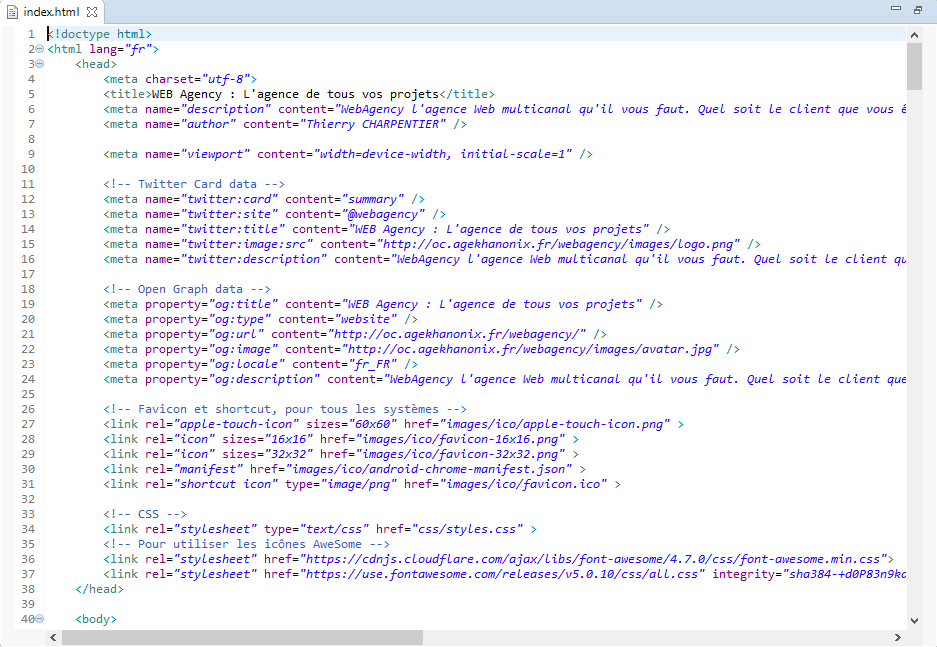 index.html
1 <!doctype html>
2 <html lang="fr">
3 <head>
4 <meta charset="utf-8">
5 <title>WEB Agency : L'agence de tous vos projets</title>
6 <meta name="description" content="WebAgency l'agence Web multicanal qu'il vous faut. Quel soit le client que vous ê
7 <meta name="author" content="Thierry CHARPENTIER" />
8
9 <meta name="viewport" content="width=device-width, initial-scale=1" />
10
11 <!-- Twitter Card data -->
12 <meta name="twitter:card" content="summary" />
13 <meta name="twitter:site" content="@webagency" />
14 <meta name="twitter:title" content="WEB Agency : L'agence de tous vos projets" />
15 <meta name="twitter:image:src" content="http://oc.agekhanonix.fr/webagency/images/logo.png" />
16 <meta name="twitter:description" content="WebAgency l'agence Web multicanal qu'il vous faut. Quel soit le client qu
17
18 <!-- Open Graph data -->
19 <meta property="og:title" content="WEB Agency : L'agence de tous vos projets" />
20 <meta property="og:type" content="website" />
21 <meta property="og:url" content="http://oc.agekhanonix.fr/webagency/" />
22 <meta property="og:image" content="http://oc.agekhanonix.fr/webagency/images/avatar.jpg" />
23 <meta property="og:locale" content="fr_FR" />
24 <meta property="og:description" content="WebAgency l'agence Web multicanal qu'il vous faut. Quel soit le client que
25
26 <!-- Favicon et shortcut, pour tous les systèmes -->
27 <link rel="apple-touch-icon" sizes="60x60" href="images/ico/apple-touch-icon.png" >
28 <link rel="icon" sizes="16x16" href="images/ico/favicon-16x16.png" >
29 <link rel="icon" sizes="32x32" href="images/ico/favicon-32x32.png" >
30 <link rel="manifest" href="images/ico/android-chrome-manifest.json" >
31 <link rel="shortcut icon" type="image/png" href="images/ico/favicon.ico" >
32
33 <!-- CSS -->
34 <link rel="stylesheet" type="text/css" href="css/styles.css" >
35 <!-- Pour utiliser les icônes AweSome -->
36 <link rel="stylesheet" href="https://cdnjs.cloudflare.com/ajax/libs/font-awesome/4.7.0/css/font-awesome.min.css">
37 <link rel="stylesheet" href="https://use.fontawesome.com/releases/v5.0.10/css/all.css" integrity="sha384-+d0P83n9ka
38 </head>
39
40 <body>